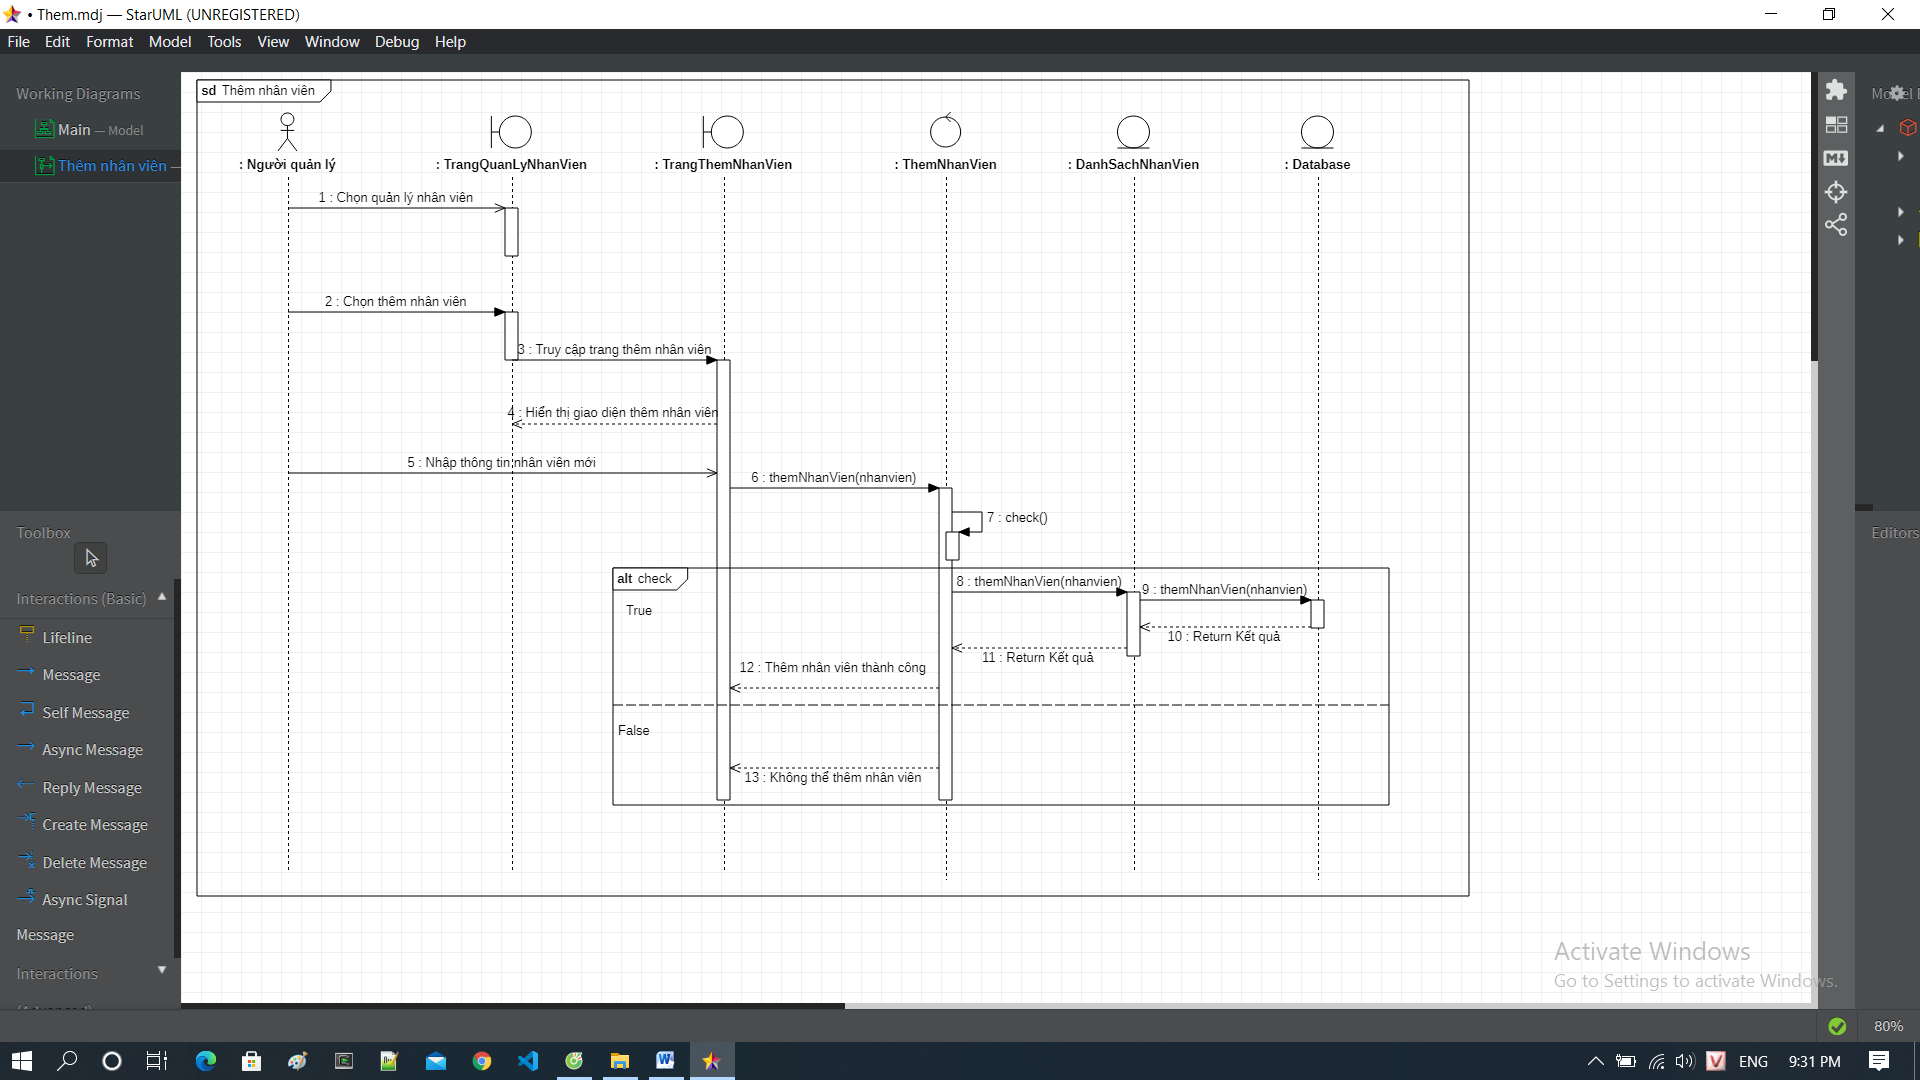 • Them.mdj — StarUML (UNREGISTERED)
File Edit Format Model Tools View Window Debug Help
Working Diagrams
Main — Model
Thêm nhân viên —
Toolbox
Interactions (Basic)
Lifeline
Message
Self Message
Async Message
Reply Message
Create Message
Delete Message
Async Signal
Message
Interactions
sd Thêm nhân viên
: Người quản lý
: TrangQuanLyNhanVien
: TrangThemNhanVien
: ThemNhanVien
: DanhSachNhanVien
: Database
1 : Chọn quản lý nhân viên
2 : Chọn thêm nhân viên
3 : Truy cập trang thêm nhân viên
4 : Hiển thị giao diện thêm nhân viên
5 : Nhập thông tin nhân viên mới
6 : themNhanVien(nhanvien)
7 : check()
alt check
True
8 : themNhanVien(nhanvien)
9 : themNhanVien(nhanvien)
10 : Return Kết quả
11 : Return Kết quả
12 : Thêm nhân viên thành công
False
13 : Không thể thêm nhân viên
Editors
Activate Windows
Go to Settings to activate Windows.
80%
ENG
9:31 PM